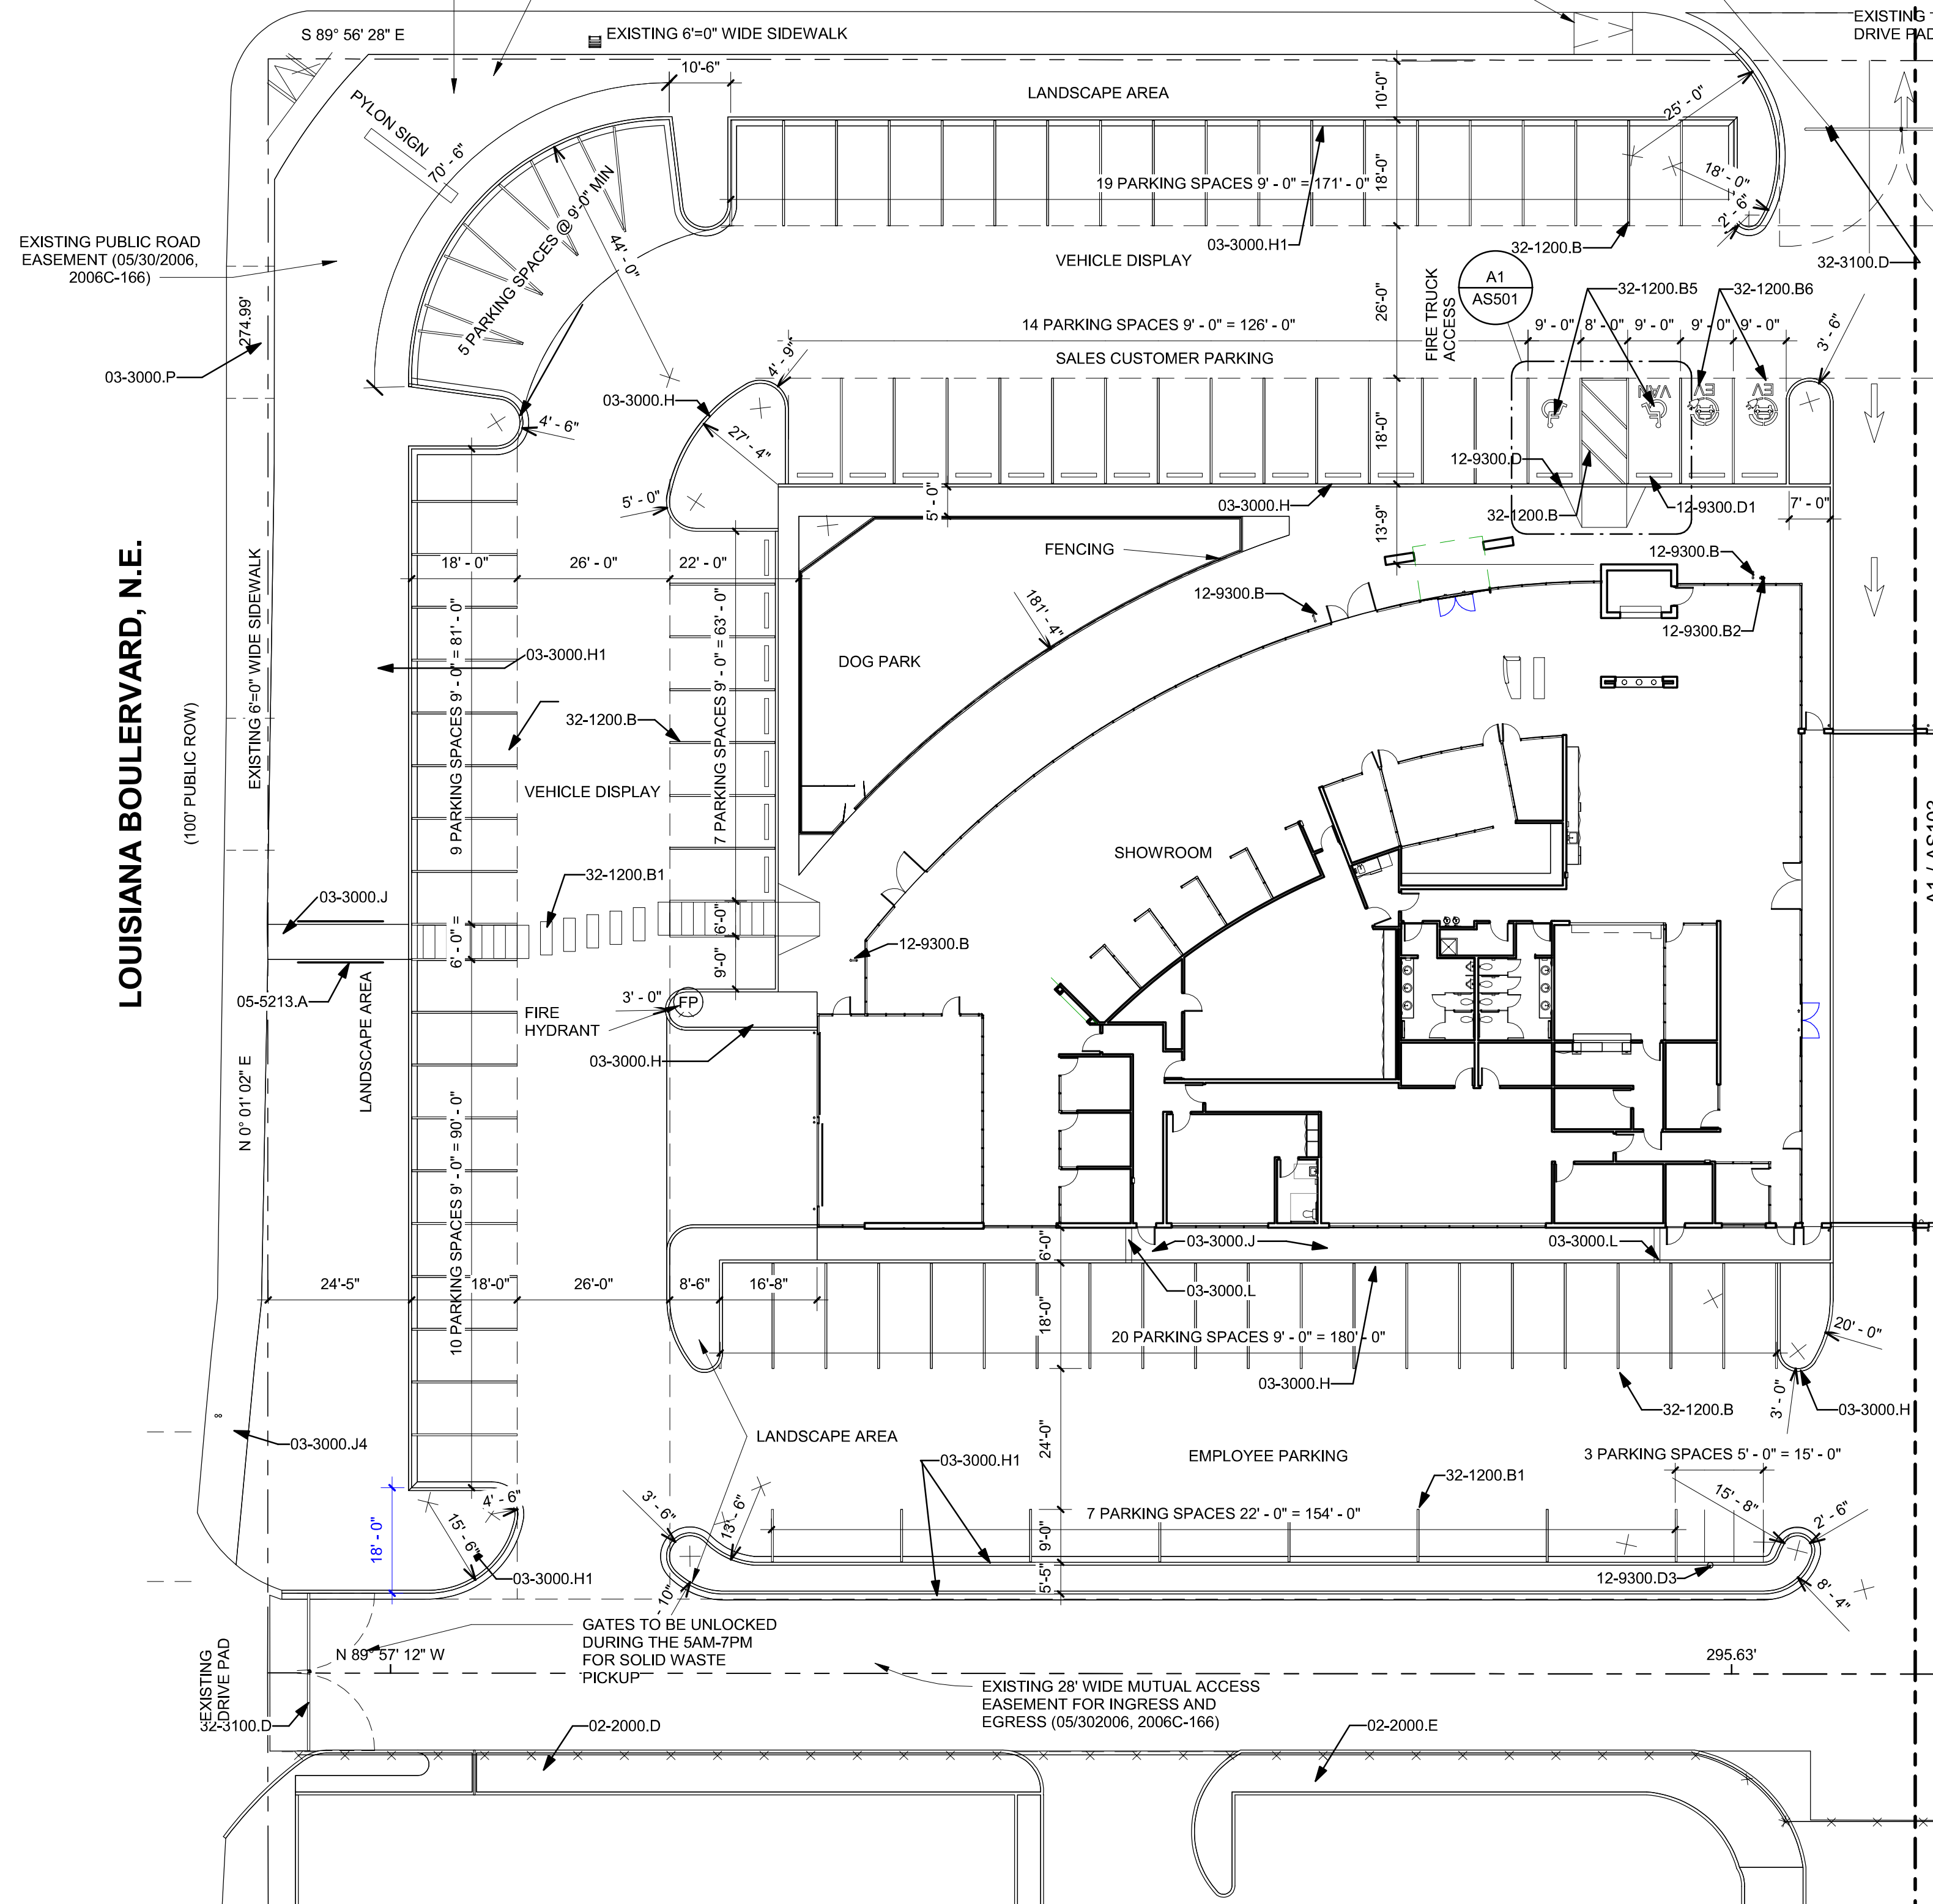 S 89° 56' 28" E
EXISTING 6'=0" WIDE SIDEWALK
EXISTING
DRIVE PAD
10'-6"
LANDSCAPE AREA
10'-0"
25' - 0"
PYLON SIGN
70' - 6"
5 PARKING SPACES @ 9'-0" MIN
44' - 0"
19 PARKING SPACES 9' - 0" = 171' - 0"
18'-0"
18' - 0"
2' - 6"
EXISTING PUBLIC ROAD
EASEMENT (05/30/2006,
2006C-166)
03-3000.H1
32-1200.B
32-3100.D
VEHICLE DISPLAY
26'-0"
FIRE TRUCK
ACCESS
A1
AS501
32-1200.B5
32-1200.B6
274.99'
14 PARKING SPACES 9' - 0" = 126' - 0"
9' - 0"
8' - 0"
9' - 0"
9' - 0"
9' - 0"
3' - 6"
SALES CUSTOMER PARKING
03-3000.P
4' - 9"
03-3000.H
VAN
EV
EV
4' - 6"
27' - 4"
18'-0"
12-9300.D
5' - 0"
5' - 0"
03-3000.H
32-1200.B
12-9300.D1
7' - 0"
13'-9"
FENCING
12-9300.B
18' - 0"
26' - 0"
22' - 0"
12-9300.B
181' - 4"
12-9300.B2
LOUISIANA BOULERVARD, N.E.
(100' PUBLIC ROW)
EXISTING 6'=0" WIDE SIDEWALK
9 PARKING SPACES 9' - 0" = 81' - 0"
03-3000.H1
7 PARKING SPACES 9' - 0" = 63' - 0"
DOG PARK
32-1200.B
VEHICLE DISPLAY
SHOWROOM
A1 / AS102
32-1200.B1
03-3000.J
6' - 0" =
6'-0"
9'-0"
12-9300.B
05-5213.A
LANDSCAPE AREA
3' - 0"
FP
FIRE
HYDRANT
03-3000.H
N 0° 01' 02" E
10 PARKING SPACES 9' - 0" = 90' - 0"
6'-0"
03-3000.J
03-3000.L
24'-5"
18'-0"
26'-0"
8'-6"
16'-8"
03-3000.L
18'-0"
20 PARKING SPACES 9' - 0" = 180' - 0"
20' - 0"
03-3000.H
32-1200.B
3' - 0"
03-3000.H
03-3000.J4
LANDSCAPE AREA
24'-0"
EMPLOYEE PARKING
3 PARKING SPACES 5' - 0" = 15' - 0"
03-3000.H1
32-1200.B1
4' - 6"
3' - 6"
13' - 6"
7 PARKING SPACES 22' - 0" = 154' - 0"
15' - 8"
2' - 6"
18' - 0"
15' - 6"
9'-0"
03-3000.H1
5'-5"
12-9300.D3
8' - 4"
- 10"
GATES TO BE UNLOCKED
DURING THE 5AM-7PM
FOR SOLID WASTE
PICKUP
EXISTING
DRIVE PAD
N 89° 57' 12" W
295.63'
EXISTING 28' WIDE MUTUAL ACCESS
EASEMENT FOR INGRESS AND
EGRESS (05/302006, 2006C-166)
32-3100.D
02-2000.D
02-2000.E